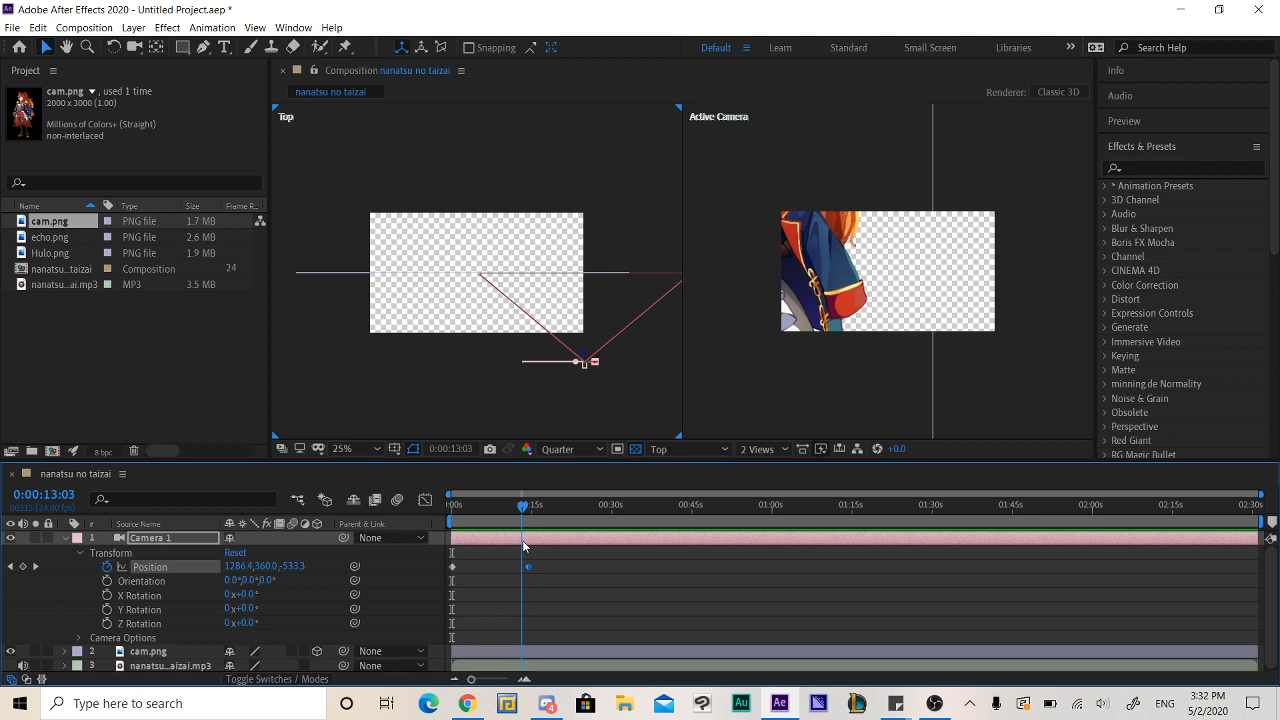 Adobe After Effects 2020 - Untitled Project.aep *
File Edit Composition Layer Effect Animation View Window Help
Snapping
Default Learn Standard Small Screen Libraries Search Help
Project
cam.png , used 1 time
2000 x 3000 (1.00)
Millions of Colors+ (Straight)
non-interlaced
Name Type Size Frame R..
cam.png PNG file 1.7 MB
echo.png PNG file 2.6 MB
Hulo.png PNG file 1.9 MB
nanatsu...taizai Composition 24
nanatsu...ai.mp3 MP3 3.5 MB
8 bpc
Composition nanatsu no taizai
nanatsu no taizai
Renderer: Classic 3D
Top
Active Camera
25% 0:00:13:03 Quarter Top 2 Views +0.0
Info
Audio
Preview
Effects & Presets
* Animation Presets
3D Channel
Audio
Blur & Sharpen
Boris FX Mocha
Channel
CINEMA 4D
Color Correction
Distort
Expression Controls
Generate
Immersive Video
Keying
Matte
minning de Normality
Noise & Grain
Obsolete
Perspective
Red Giant
RG Magic Bullet
nanatsu no taizai
0:00:13:03
00315 (24.00 fps)
:00s 00:15s 00:30s 00:45s 01:00s 01:15s 01:30s 01:45s 02:00s 02:15s 02:30s
# Source Name Parent & Link
1 Camera 1 None
Transform Reset
Position 1286.4,360.0,-533.3
Orientation 0.0°,0.0°,0.0°
X Rotation 0x+0.0°
Y Rotation 0x+0.0°
Z Rotation 0x+0.0°
Camera Options
2 cam.png None
3 nanatsu...aizai.mp3 None
Toggle Switches / Modes
Type here to search
4
Au
Ae
3:32 PM
5/2/2020